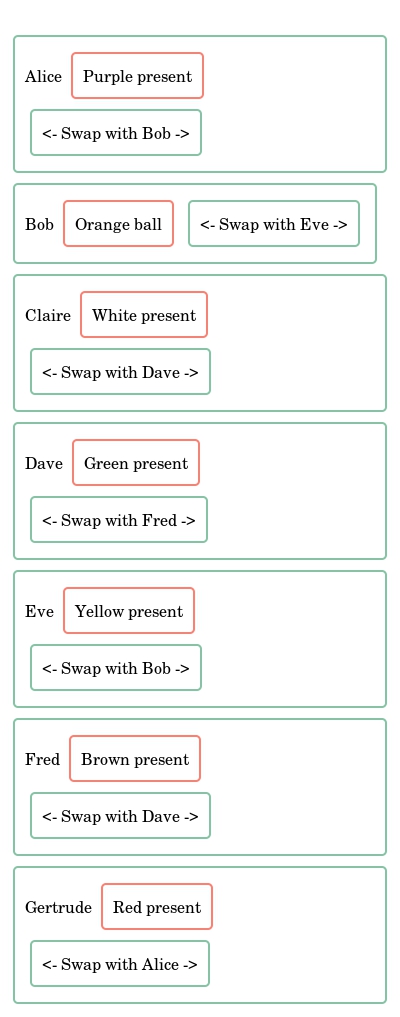 Alice Purple present
<- Swap with Bob ->
Bob Orange ball <- Swap with Eve ->
Claire White present
<- Swap with Dave ->
Dave Green present
<- Swap with Fred ->
Eve Yellow present
<- Swap with Bob ->
Fred Brown present
<- Swap with Dave ->
Gertrude Red present
<- Swap with Alice ->